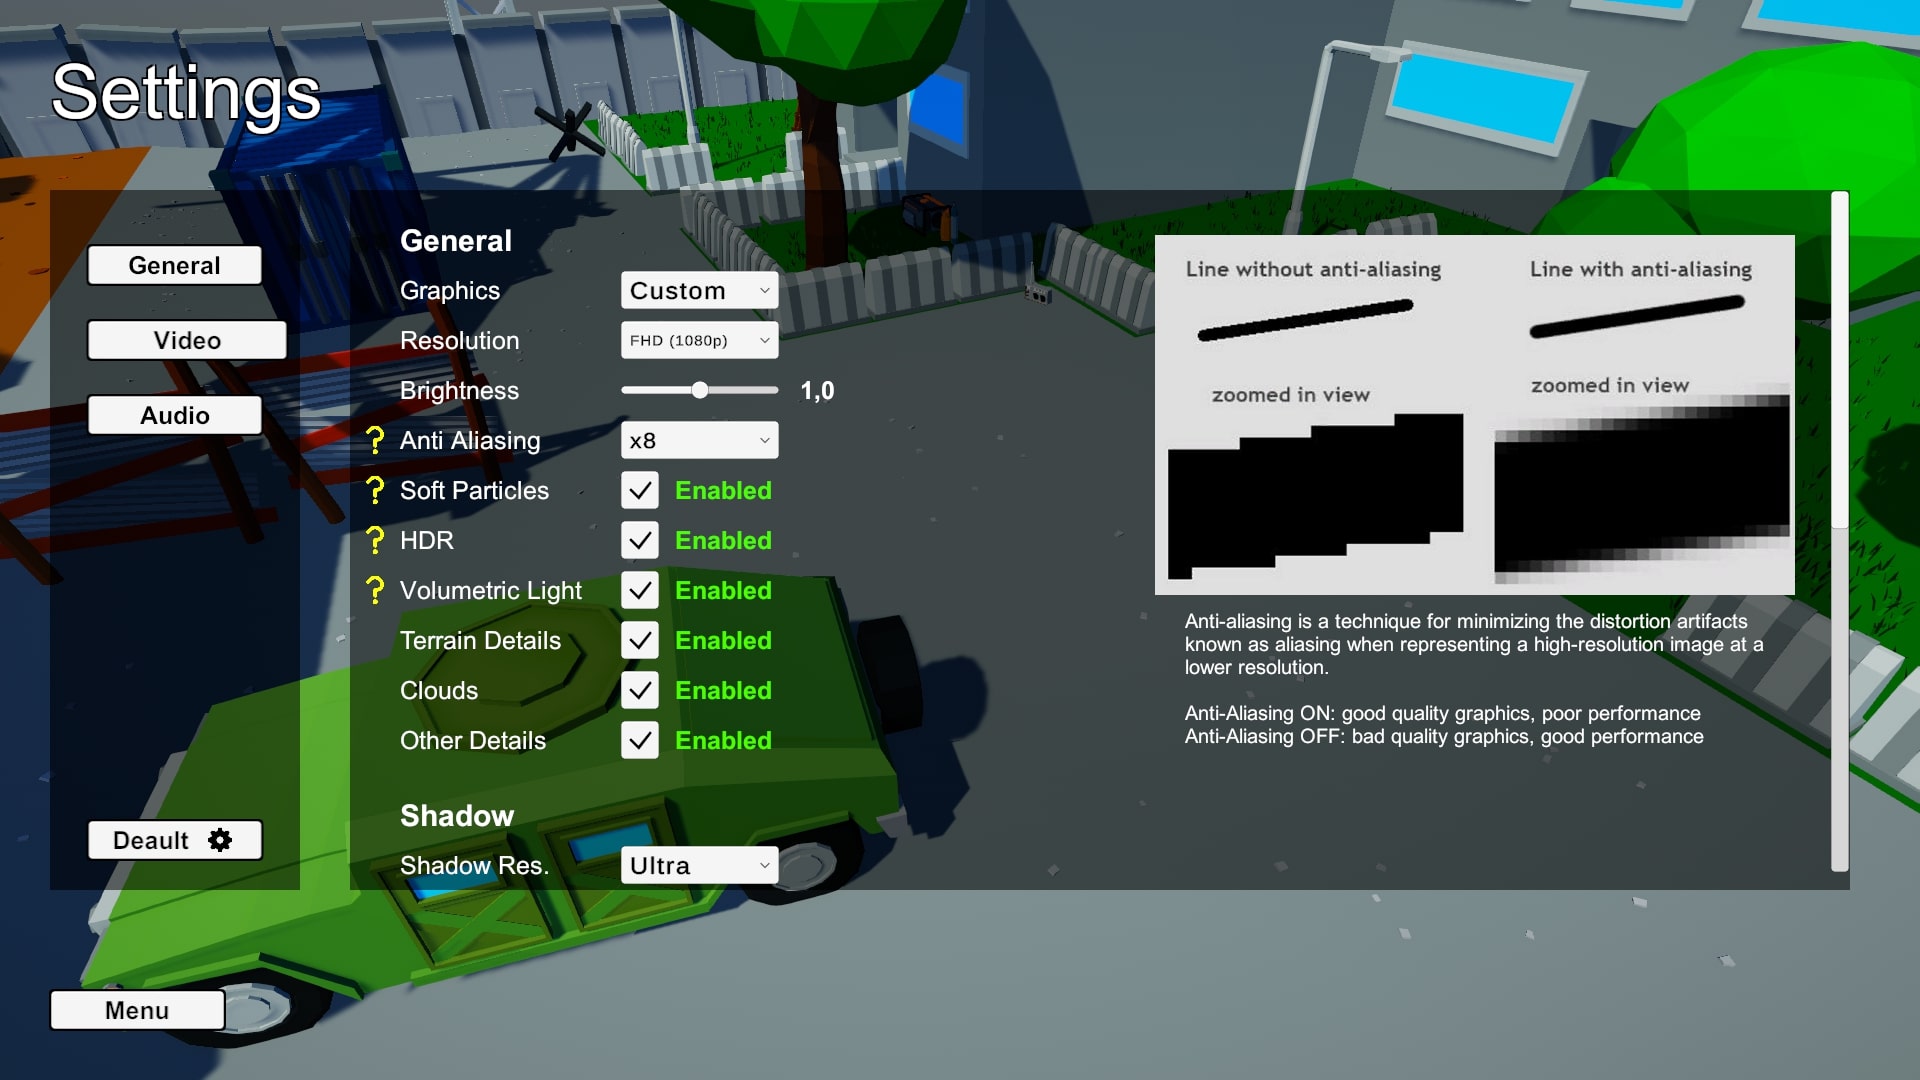 Settings
General
Video
Audio
Deault
Menu
General
Graphics Custom
Resolution FHD (1080p)
Brightness 1,0
? Anti Aliasing x8
? Soft Particles Enabled
? HDR Enabled
? Volumetric Light Enabled
Terrain Details Enabled
Clouds Enabled
Other Details Enabled
Shadow
Shadow Res. Ultra
Line without anti-aliasing
Line with anti-aliasing
zoomed in view
zoomed in view
Anti-aliasing is a technique for minimizing the distortion artifacts
known as aliasing when representing a high-resolution image at a
lower resolution.
Anti-Aliasing ON: good quality graphics, poor performance
Anti-Aliasing OFF: bad quality graphics, good performance